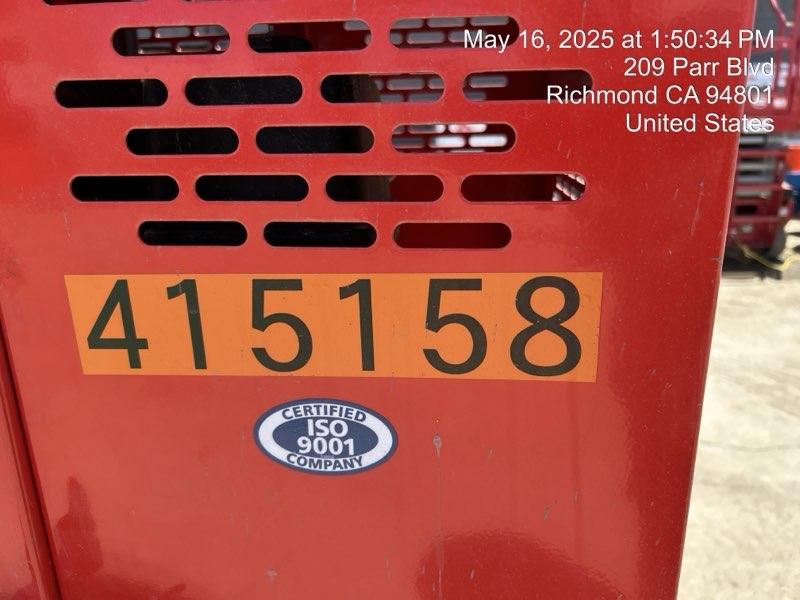 May 16, 2025 at 1:50:34 PM
209 Parr Blvd
Richmond CA 94801
United States
415158
CERTIFIED
ISO
9001
COMPANY